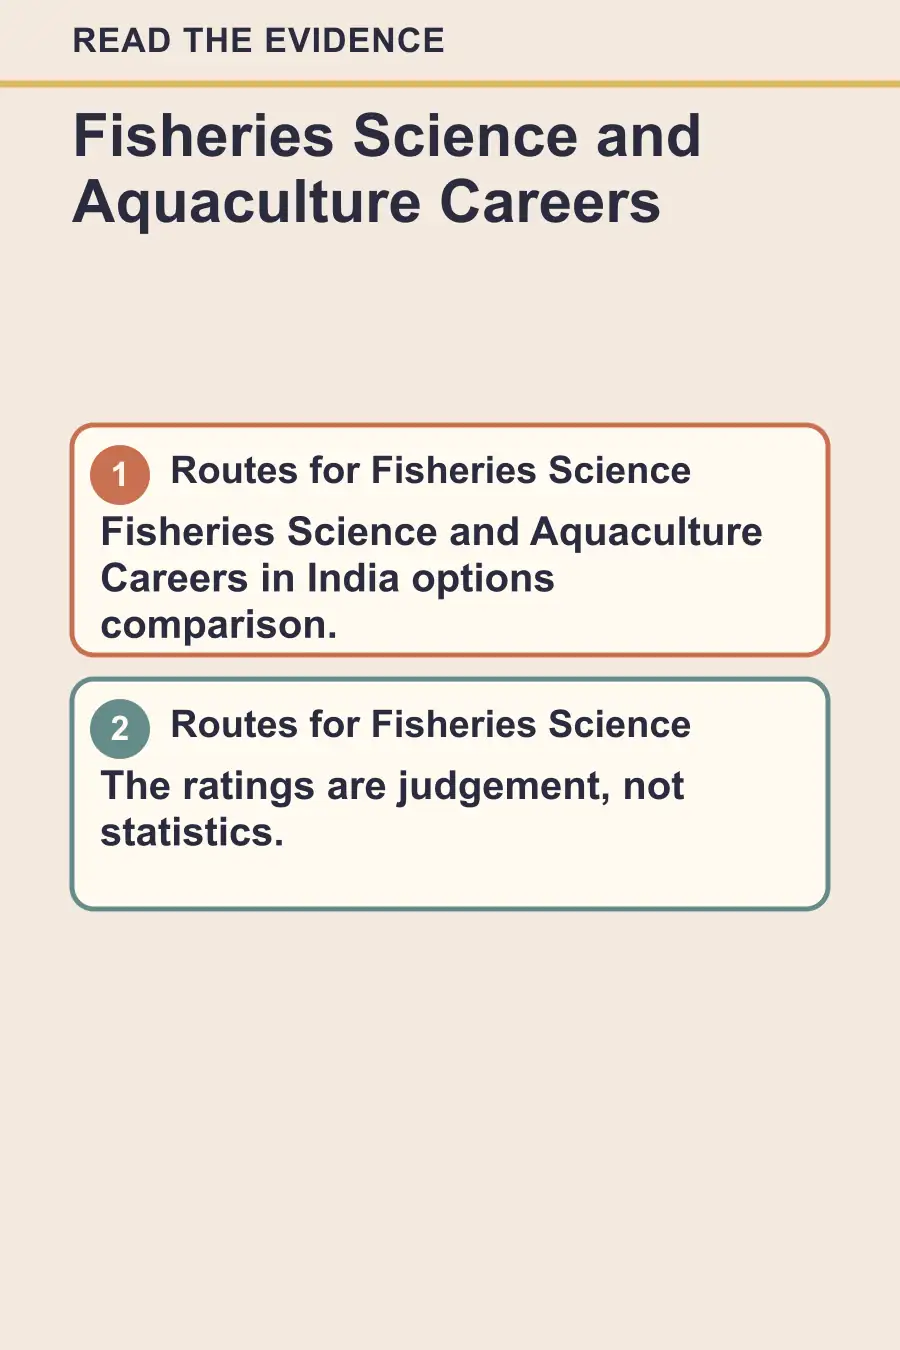 READ THE EVIDENCE
Fisheries Science and
Aquaculture Careers
1 Routes for Fisheries Science
Fisheries Science and Aquaculture
Careers in India options
comparison.
2 Routes for Fisheries Science
The ratings are judgement, not
statistics.